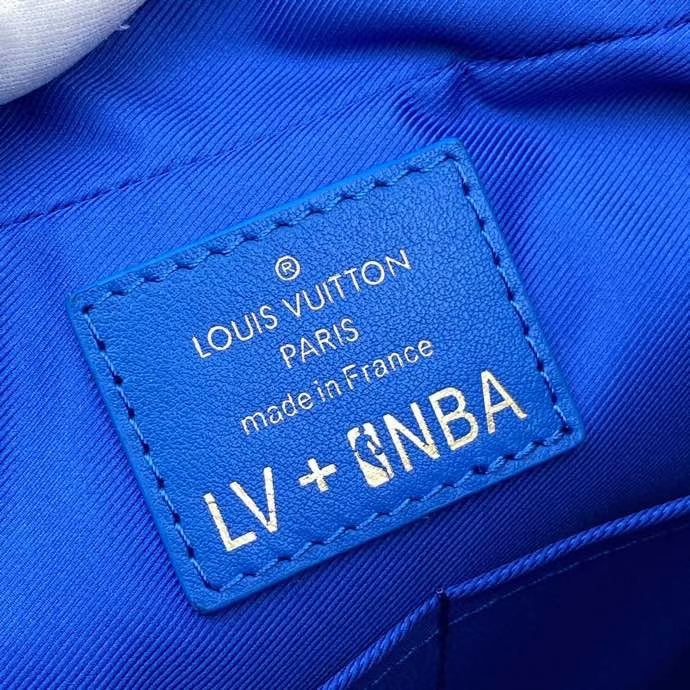 ®
LOUIS VUITTON
PARIS
made in France
LV + NBA